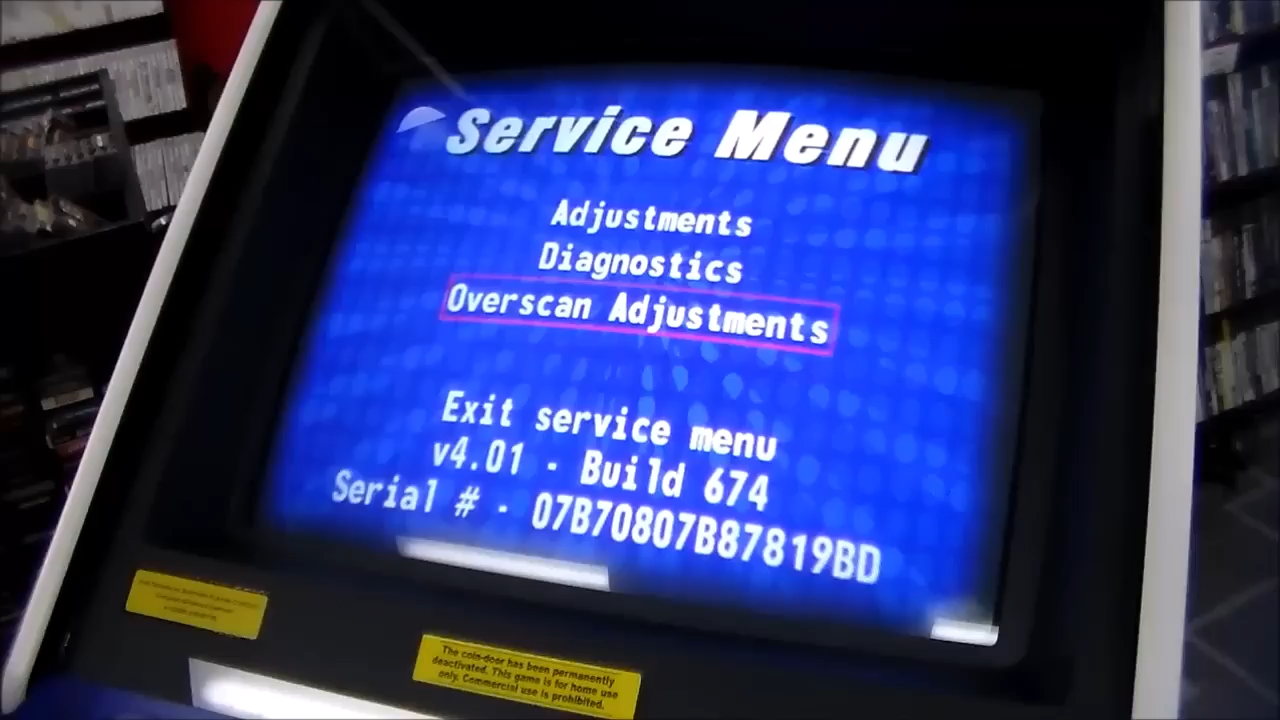 Service Menu
Adjustments
Diagnostics
Overscan Adjustments
Exit service menu
v4.01 - Build 674
Serial # - 07B70807B87819BD
The coin-door has been permanently
deactivated. This game is for home use
only. Commercial use is prohibited.